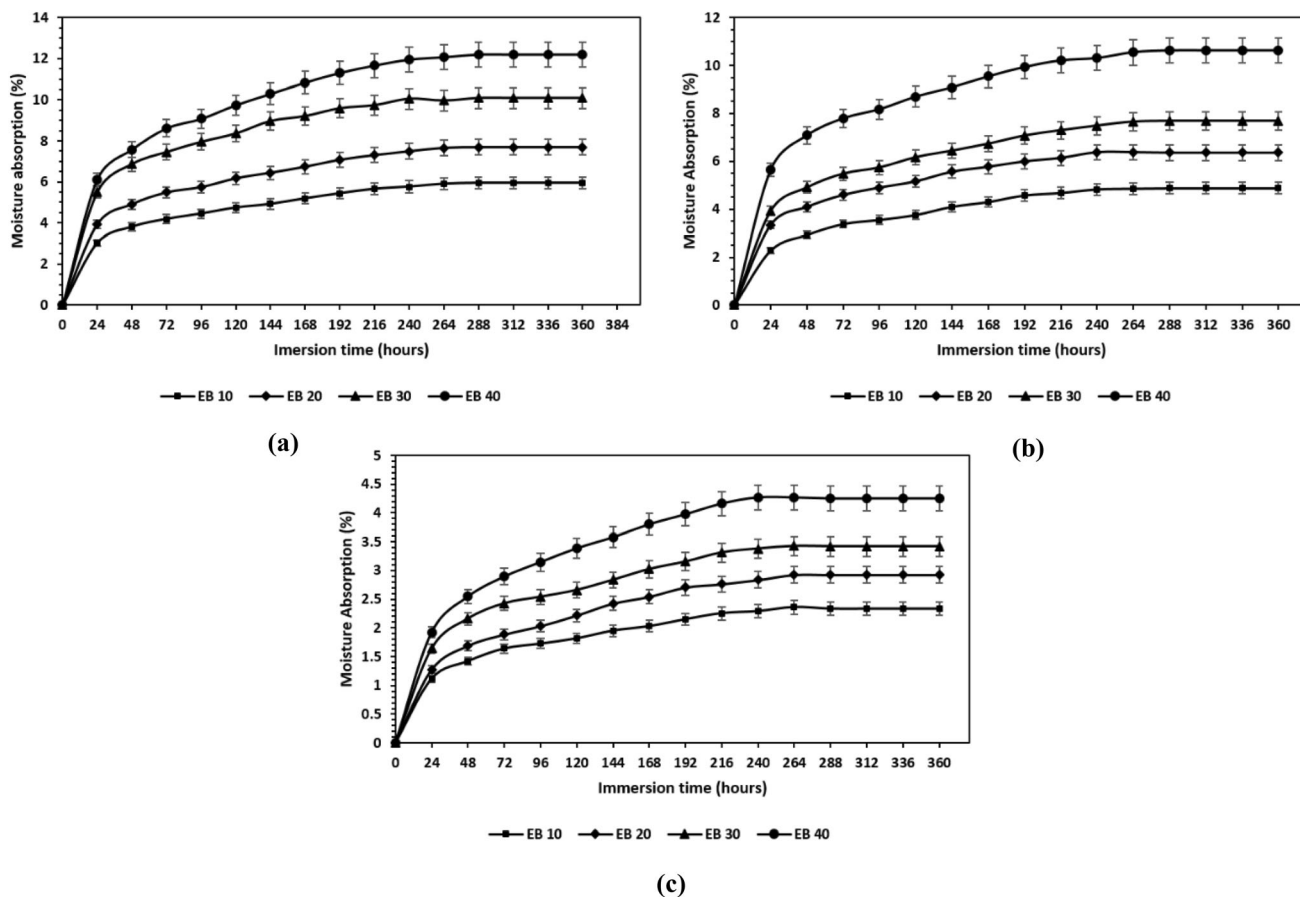 14
12
10
8
6
4
2
0
Moisture absorption (%)
0 24 48 72 96 120 144 168 192 216 240 264 288 312 336 360 384
Imersion time (hours)
EB 10 EB 20 EB 30 EB 40
(a)
12
10
8
6
4
2
0
Moisture Absorption (%)
0 24 48 72 96 120 144 168 192 216 240 264 288 312 336 360
Immersion time (hours)
EB 10 EB 20 EB 30 EB 40
(b)
5
4.5
4
3.5
3
2.5
2
1.5
1
0.5
0
Moisture Absorption (%)
0 24 48 72 96 120 144 168 192 216 240 264 288 312 336 360
Immersion time (hours)
EB 10 EB 20 EB 30 EB 40
(c)